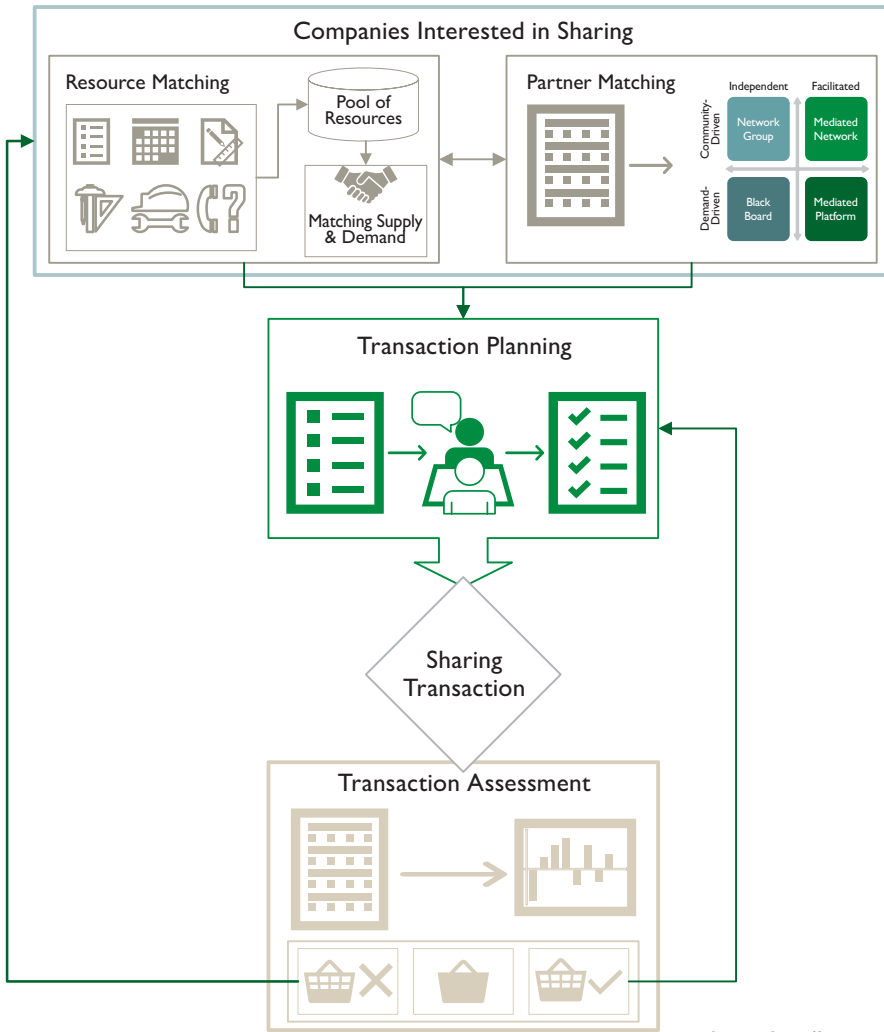 Companies Interested in Sharing
Resource Matching
Pool of
Resources
Matching Supply
& Demand
Partner Matching
Independent
Facilitated
Community-
Driven
Network
Group
Mediated
Network
Demand-
Driven
Black
Board
Mediated
Platform
Transaction Planning
Sharing
Transaction
Transaction Assessment